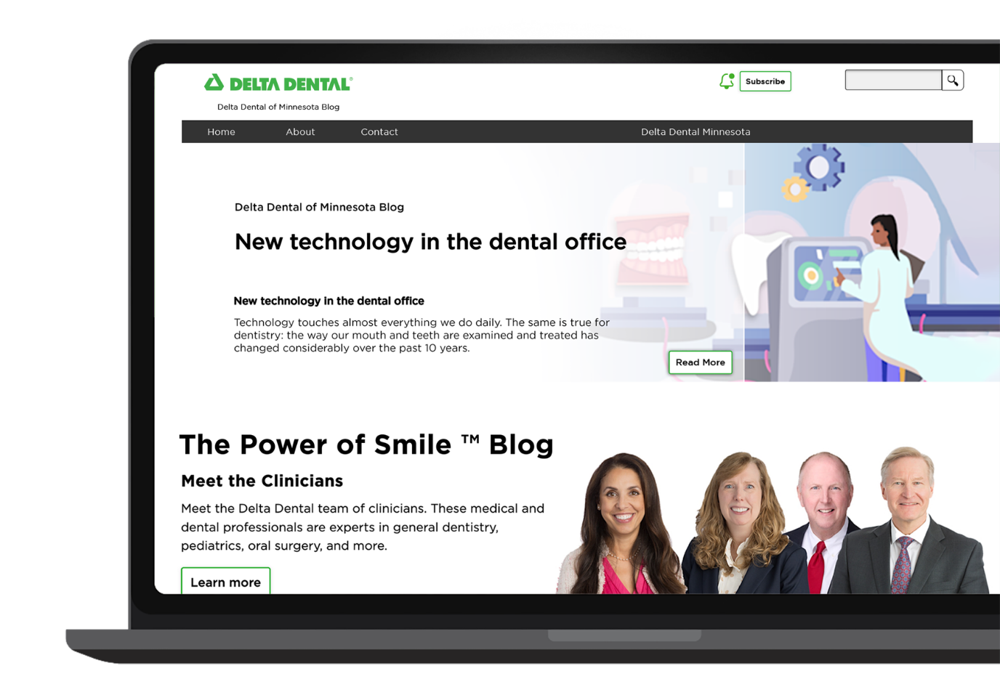 DELTA DENTAL®
Subscribe
Delta Dental of Minnesota Blog
Home About Contact Delta Dental Minnesota
Delta Dental of Minnesota Blog
New technology in the dental office
New technology in the dental office
Technology touches almost everything we do daily. The same is true for
dentistry: the way our mouth and teeth are examined and treated has
changed considerably over the past 10 years.
Read More
The Power of Smile ™ Blog
Meet the Clinicians
Meet the Delta Dental team of clinicians. These medical and
dental professionals are experts in general dentistry,
pediatrics, oral surgery, and more.
Learn more